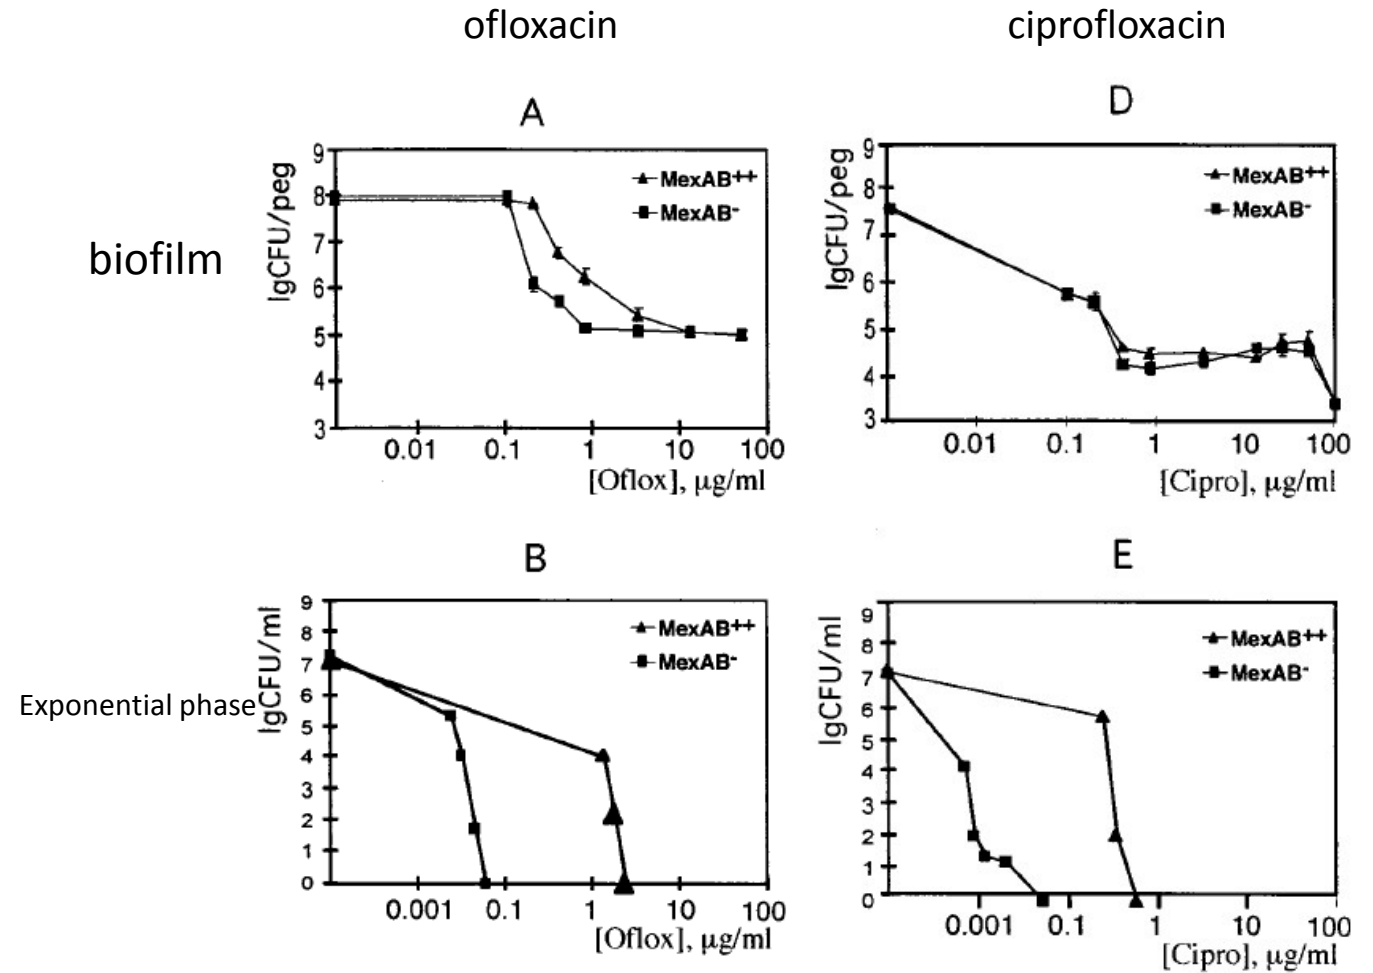 ofloxacin
ciprofloxacin
biofilm
A
lgCFU/peg
9
8
7
6
5
4
3
MexAB++
MexAB-
0.01 0.1 1 10 100
[Oflox], µg/ml
D
lgCFU/peg
9
8
7
6
5
4
3
MexAB++
MexAB-
0.01 0.1 1 10 100
[Cipro], µg/ml
Exponential phase
B
lgCFU/ml
9
8
7
6
5
4
3
2
1
0
MexAB++
MexAB-
0.001 0.1 1 10 100
[Oflox], µg/ml
E
lgCFU/ml
9
8
7
6
5
4
3
2
1
0
MexAB++
MexAB-
0.001 0.1 1 10 100
[Cipro], µg/ml